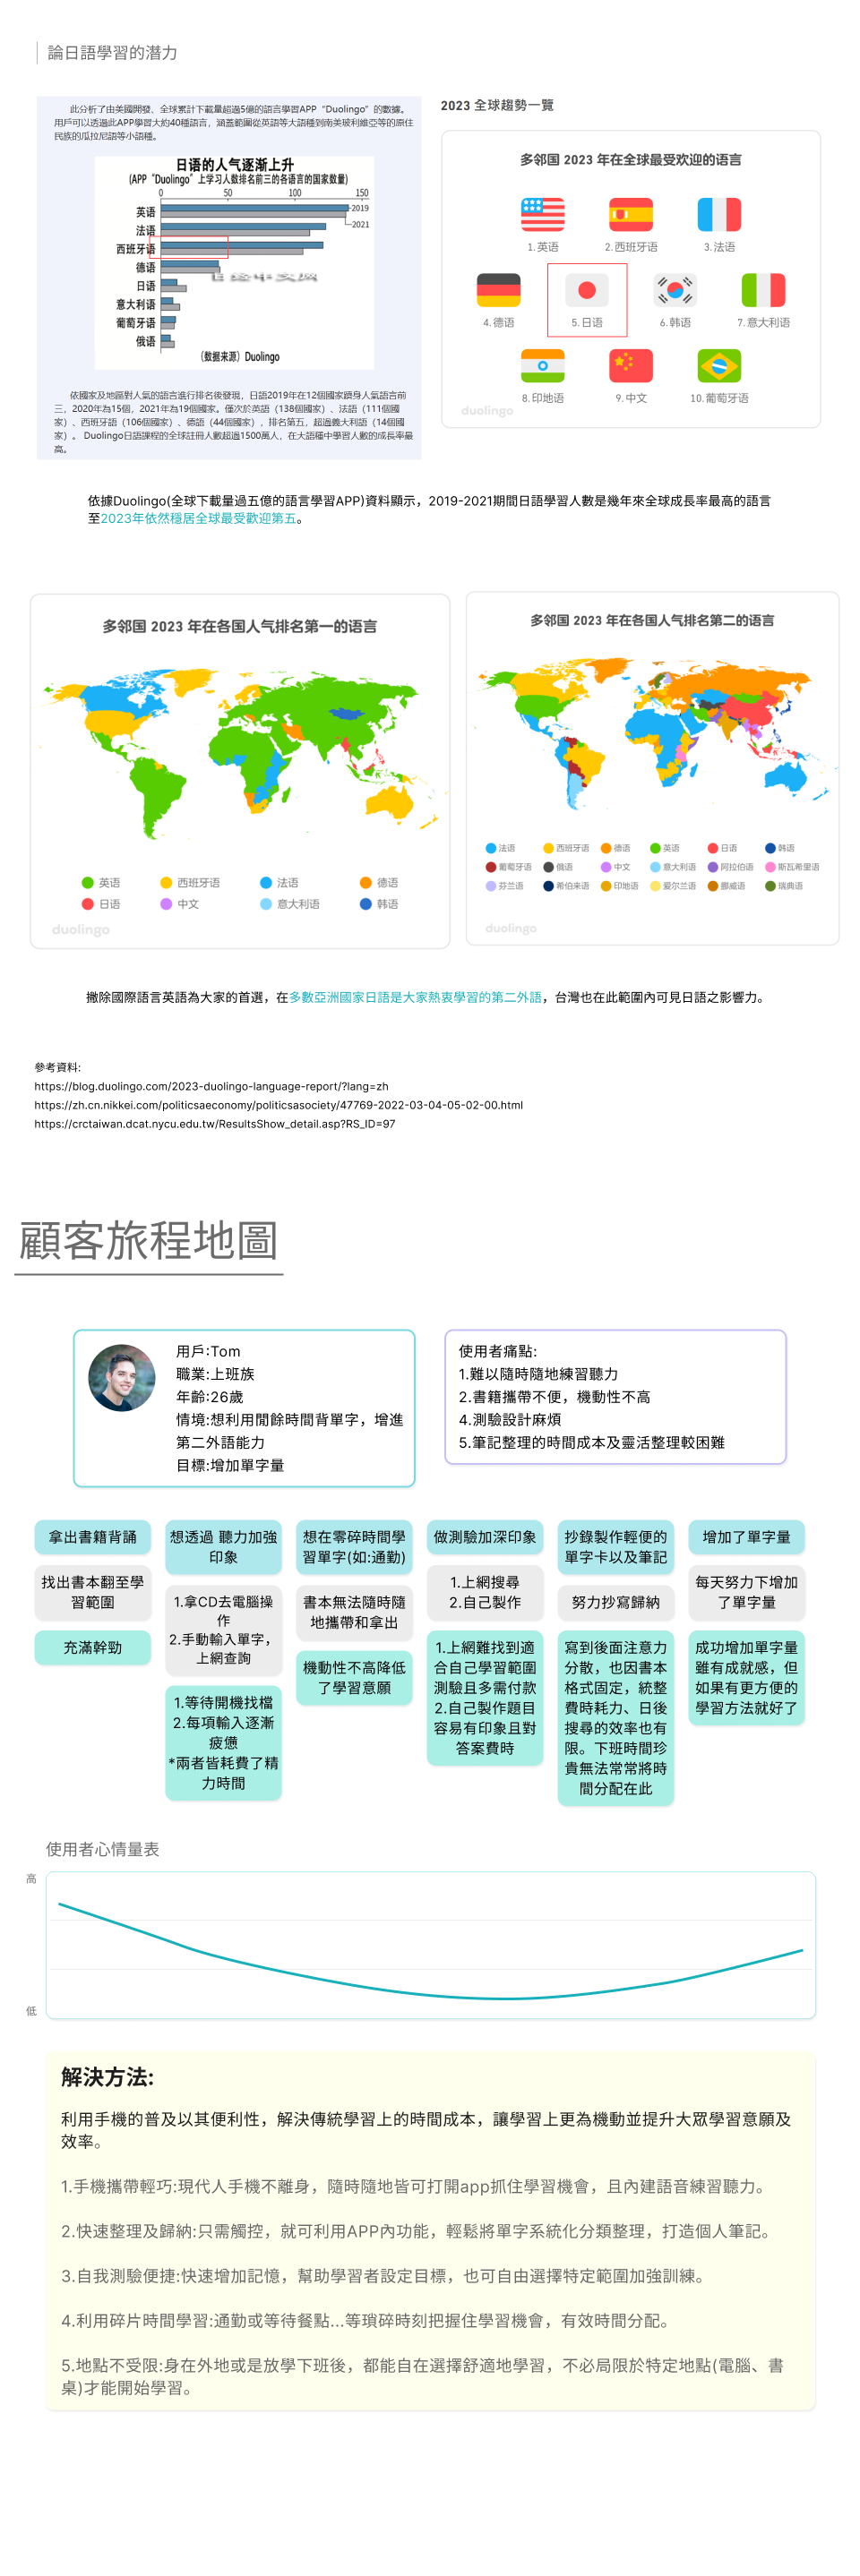 論日語學習的潛力
此分析了由美國開發、全球累計下載量超過5億的語言學習APP“Duolingo”的數據。
用戶可以透過此APP學習大約40種語言，涵蓋範圍從英語等大語種到南美玻利維亞等的原住
民族的瓜拉尼語等小語種。
日语的人气逐渐上升
(APP“Duolingo”上学习人数排名前三的各语言的国家数量)
0 50 100 150
英语
2019
法语
2021
西班牙语
德语
日语
意大利语
葡萄牙语
俄语
(数据来源) Duolingo
依國家及地區對人氣的語言進行排名後發現，日語2019年在12個國家躋身人氣語言前
三，2020年為15個，2021年為19個國家。僅次於英語（138個國家）、法語（111個國
家）、西班牙語（106個國家）、德語（44個國家），排名第五，超過義大利語（14個國
家）。Duolingo日語課程的全球註冊人數超過1500萬人，在大語種中學習人數的成長率最
高。
2023 全球趨勢一覽
多邻国 2023 年在全球最受欢迎的语言
1.英语
2.西班牙语
3.法语
4.德语
5.日语
6.韩语
7.意大利语
8.印地语
9.中文
10.葡萄牙语
duolingo
依據Duolingo(全球下載量過五億的語言學習APP)資料顯示，2019-2021期間日語學習人數是幾年來全球成長率最高的語言
至2023年依然穩居全球最受歡迎第五。
多邻国 2023 年在各国人气排名第一的语言
英语 西班牙语 法语 德语
日语 中文 意大利语 韩语
duolingo
多邻国 2023 年在各国人气排名第二的语言
法语 西班牙语 德语 英语 日语 韩语
葡萄牙语 俄语 中文 意大利语 阿拉伯语 斯瓦希里语
芬兰语 希伯来语 印地语 爱尔兰语 挪威语 瑞典语
duolingo
撇除國際語言英語為大家的首選，在多數亞洲國家日語是大家熱衷學習的第二外語，台灣也在此範圍內可見日語之影響力。
參考資料:
https://blog.duolingo.com/2023-duolingo-language-report/?lang=zh
https://zh.cn.nikkei.com/politicsaeconomy/politicsasociety/47769-2022-03-04-05-02-00.html
https://crctaiwan.dcat.nycu.edu.tw/ResultsShow_detail.asp?RS_ID=97
顧客旅程地圖
用戶:Tom
職業:上班族
年齡:26歲
情境:想利用閒餘時間背單字，增進
第二外語能力
目標:增加單字量
使用者痛點:
1.難以隨時隨地練習聽力
2.書籍攜帶不便，機動性不高
4.測驗設計麻煩
5.筆記整理的時間成本及靈活整理較困難
拿出書籍背誦
找出書本翻至學
習範圍
充滿幹勁
想透過 聽力加強
印象
1.拿CD去電腦操
作
2.手動輸入單字，
上網查詢
1.等待開機找檔
2.每項輸入逐漸
疲憊
*兩者皆耗費了精
力時間
想在零碎時間學
習單字(如:通勤)
書本無法隨時隨
地攜帶和拿出
機動性不高降低
了學習意願
做測驗加深印象
1.上網搜尋
2.自己製作
1.上網難找到適
合自己學習範圍
測驗且多需付款
2.自己製作題目
容易有印象且對
答案費時
抄錄製作輕便的
單字卡以及筆記
努力抄寫歸納
寫到後面注意力
分散，也因書本
格式固定，統整
費時耗力、日後
搜尋的效率也有
限。下班時間珍
貴無法常常將時
間分配在此
增加了單字量
每天努力下增加
了單字量
成功增加單字量
雖有成就感，但
如果有更方便的
學習方法就好了
使用者心情量表
高
低
解決方法:
利用手機的普及以其便利性，解決傳統學習上的時間成本，讓學習上更為機動並提升大眾學習意願及
效率。
1.手機攜帶輕巧:現代人手機不離身，隨時隨地皆可打開app抓住學習機會，且內建語音練習聽力。
2.快速整理及歸納:只需觸控，就可利用APP內功能，輕鬆將單字系統化分類整理，打造個人筆記。
3.自我測驗便捷:快速增加記憶，幫助學習者設定目標，也可自由選擇特定範圍加強訓練。
4.利用碎片時間學習:通勤或等待餐點...等瑣碎時刻把握住學習機會，有效時間分配。
5.地點不受限:身在外地或是放學下班後，都能自在選擇舒適地學習，不必局限於特定地點(電腦、書
桌)才能開始學習。